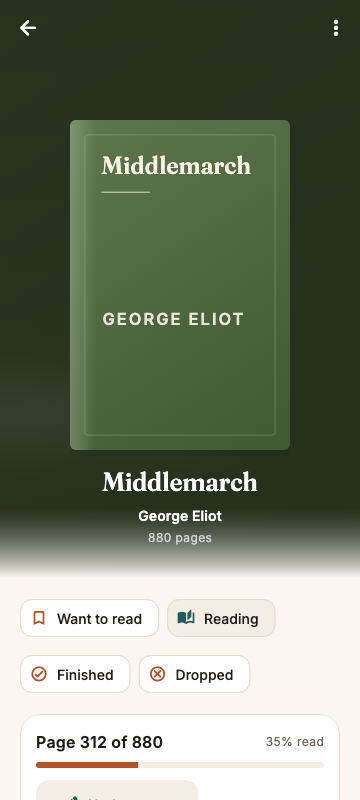 Middlemarch
GEORGE ELIOT
Middlemarch
George Eliot
880 pages
Want to read
Reading
Finished
Dropped
Page 312 of 880
35% read